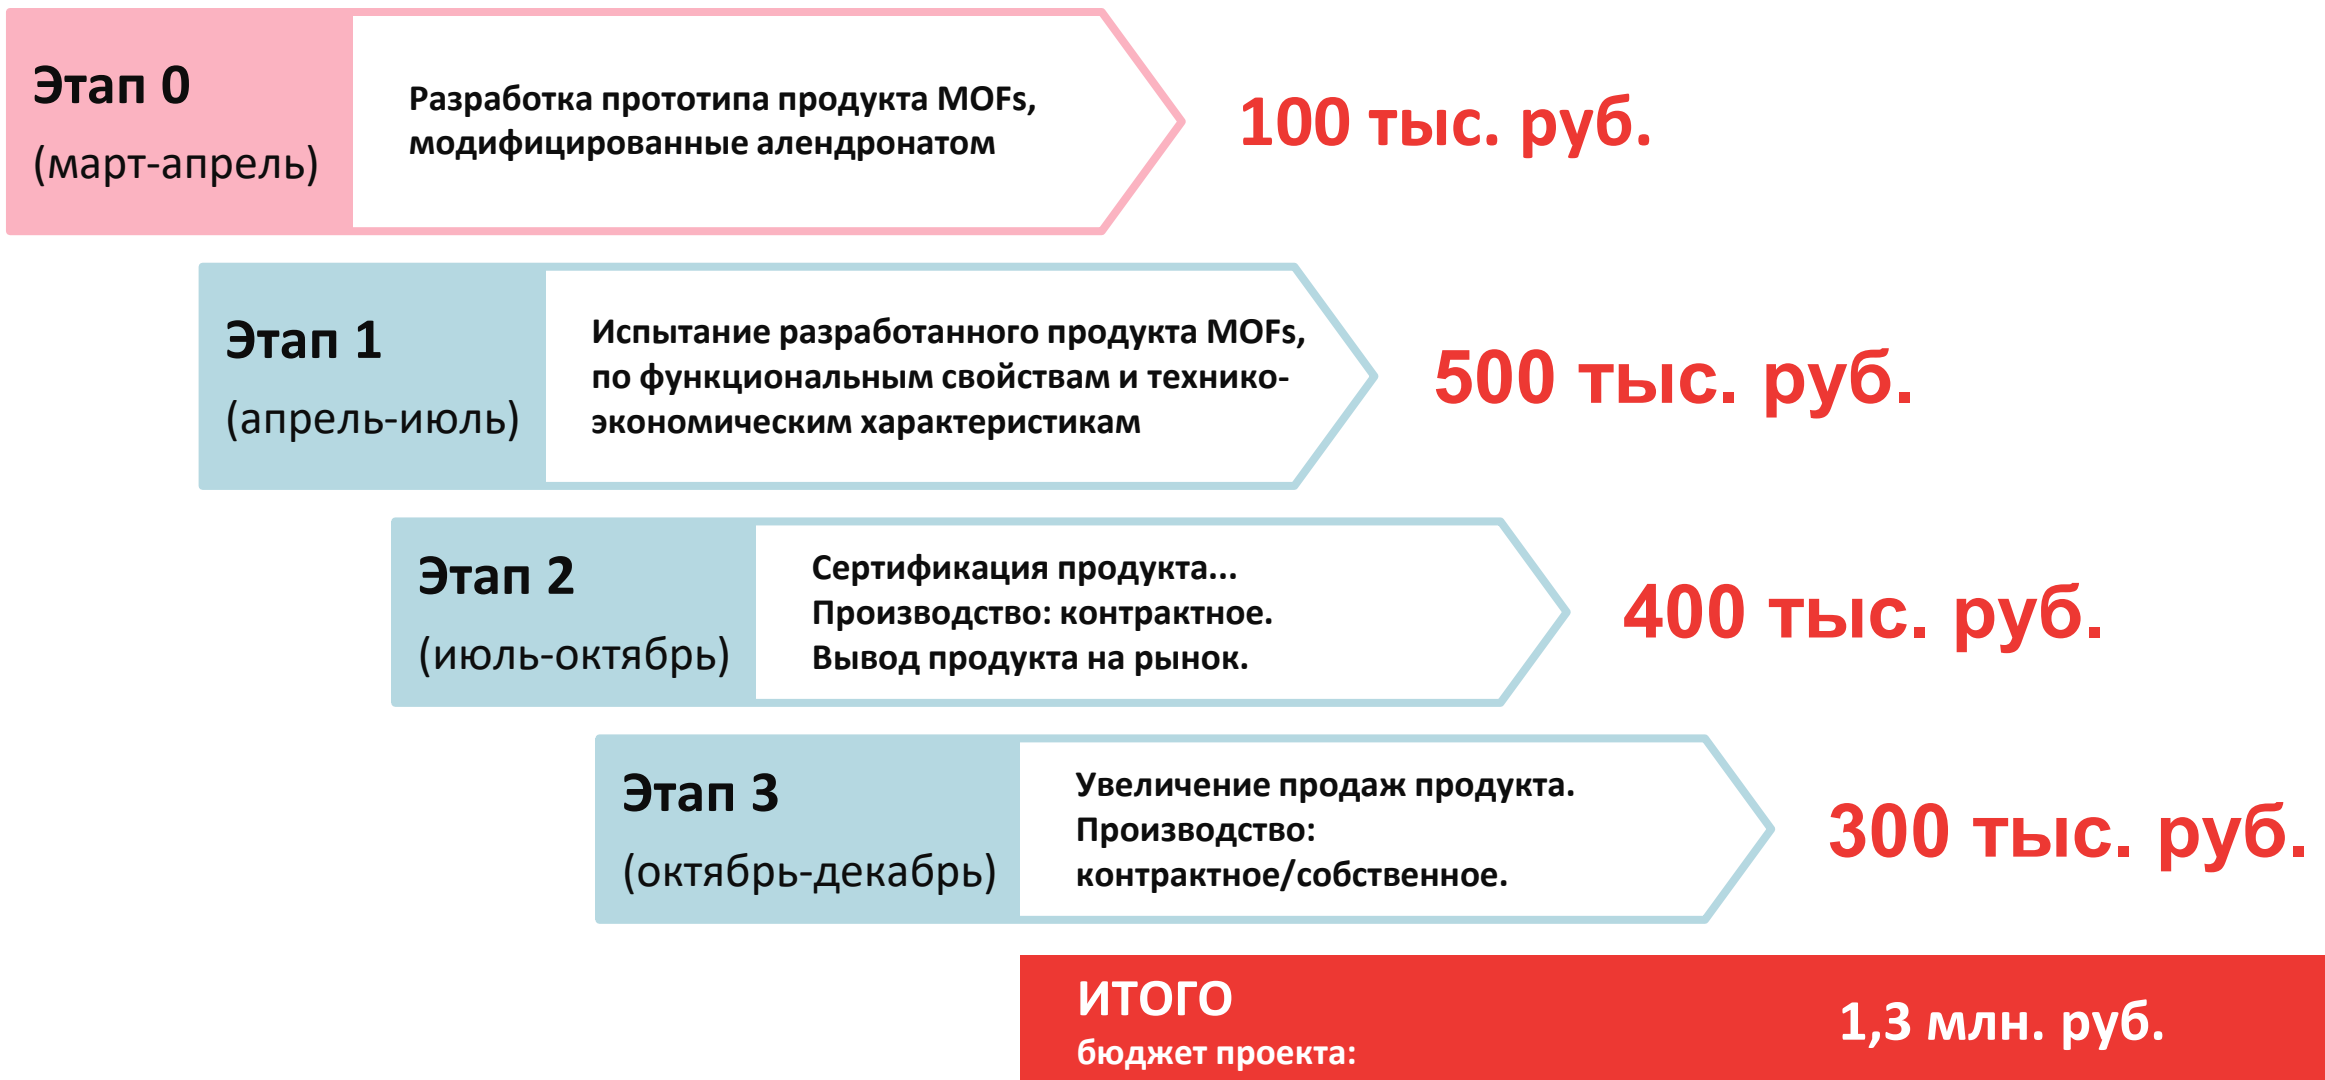 Этап 0
(март-апрель)
Разработка прототипа продукта MOFs,
модифицированные алендронатом
100 тыс. руб.
Этап 1
(апрель-июль)
Испытание разработанного продукта MOFs,
по функциональным свойствам и технико-
экономическим характеристикам
500 тыс. руб.
Этап 2
(июль-октябрь)
Сертификация продукта...
Производство: контрактное.
Вывод продукта на рынок.
400 тыс. руб.
Этап 3
(октябрь-декабрь)
Увеличение продаж продукта.
Производство:
контрактное/собственное.
300 тыс. руб.
ИТОГО
бюджет проекта:
1,3 млн. руб.